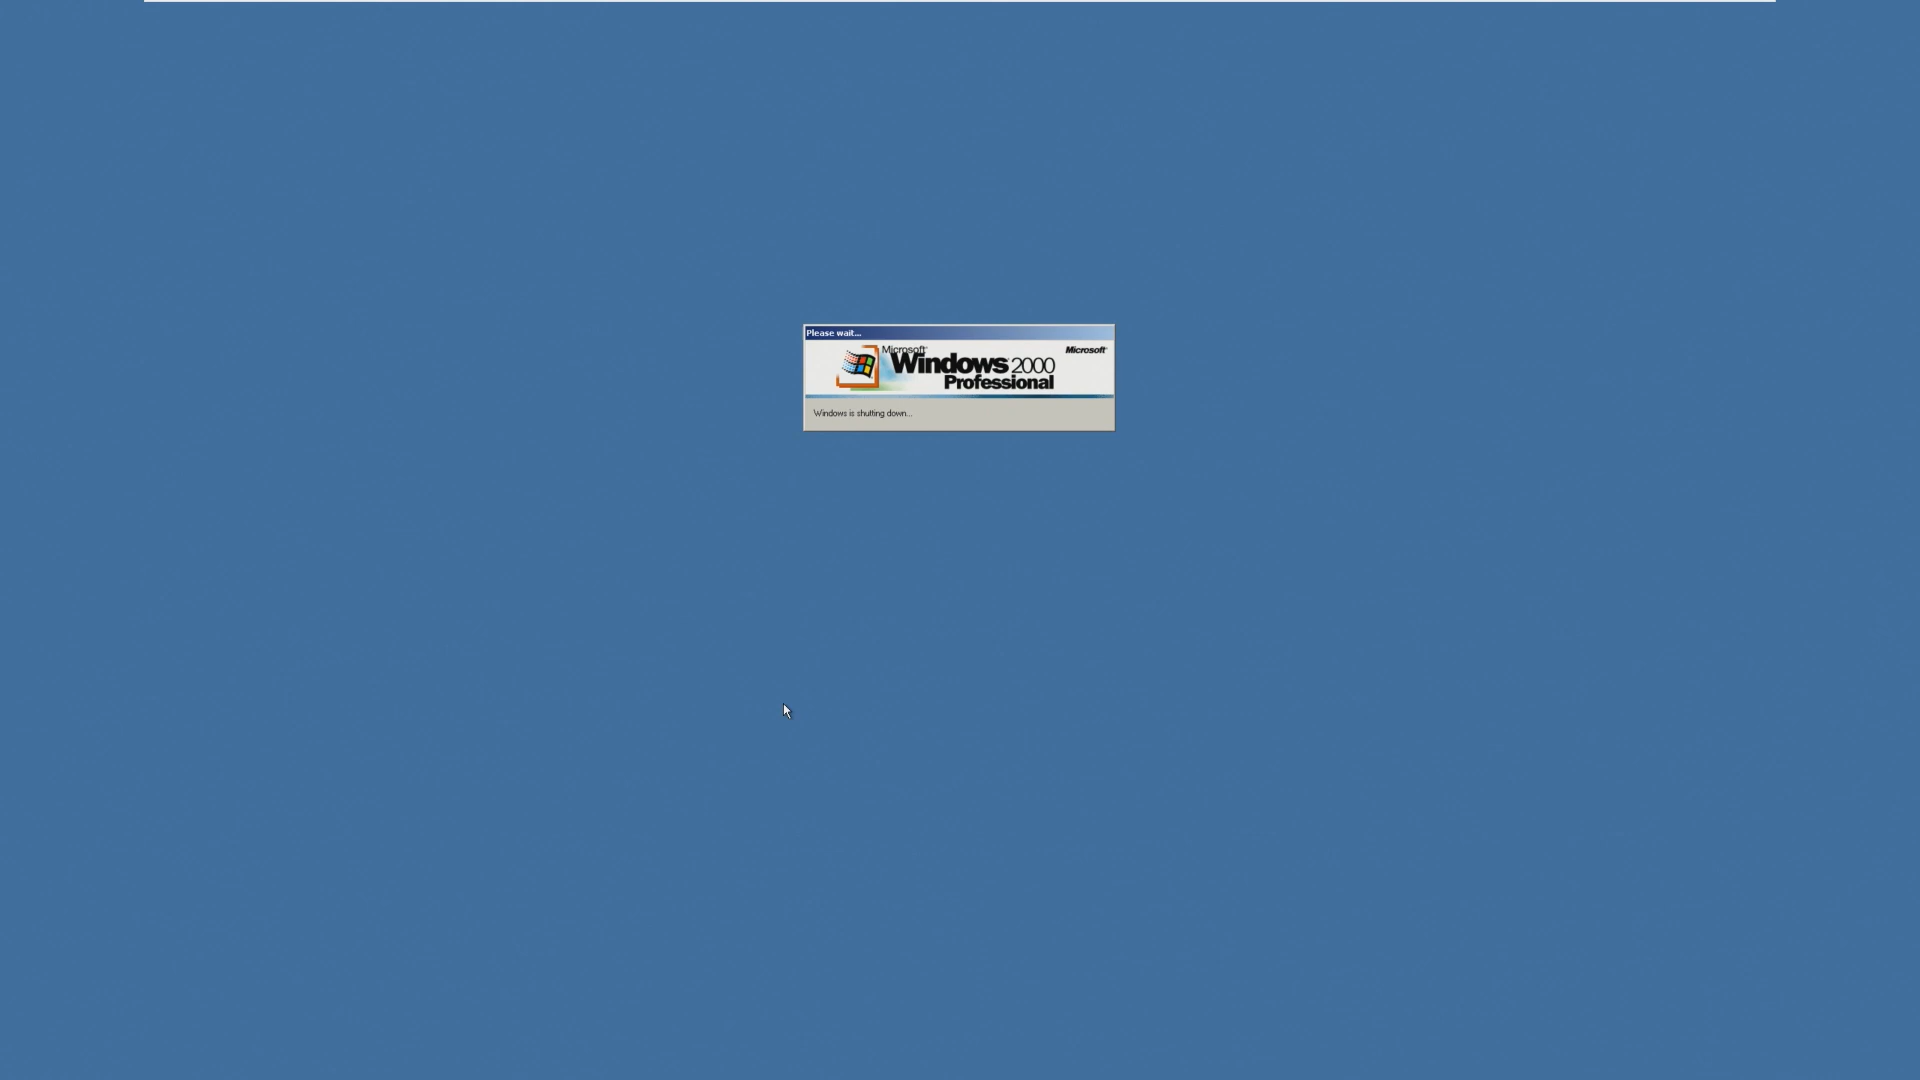 Please wait...
Microsoft
Windows 2000
Professional
Microsoft
Windows is shutting down...